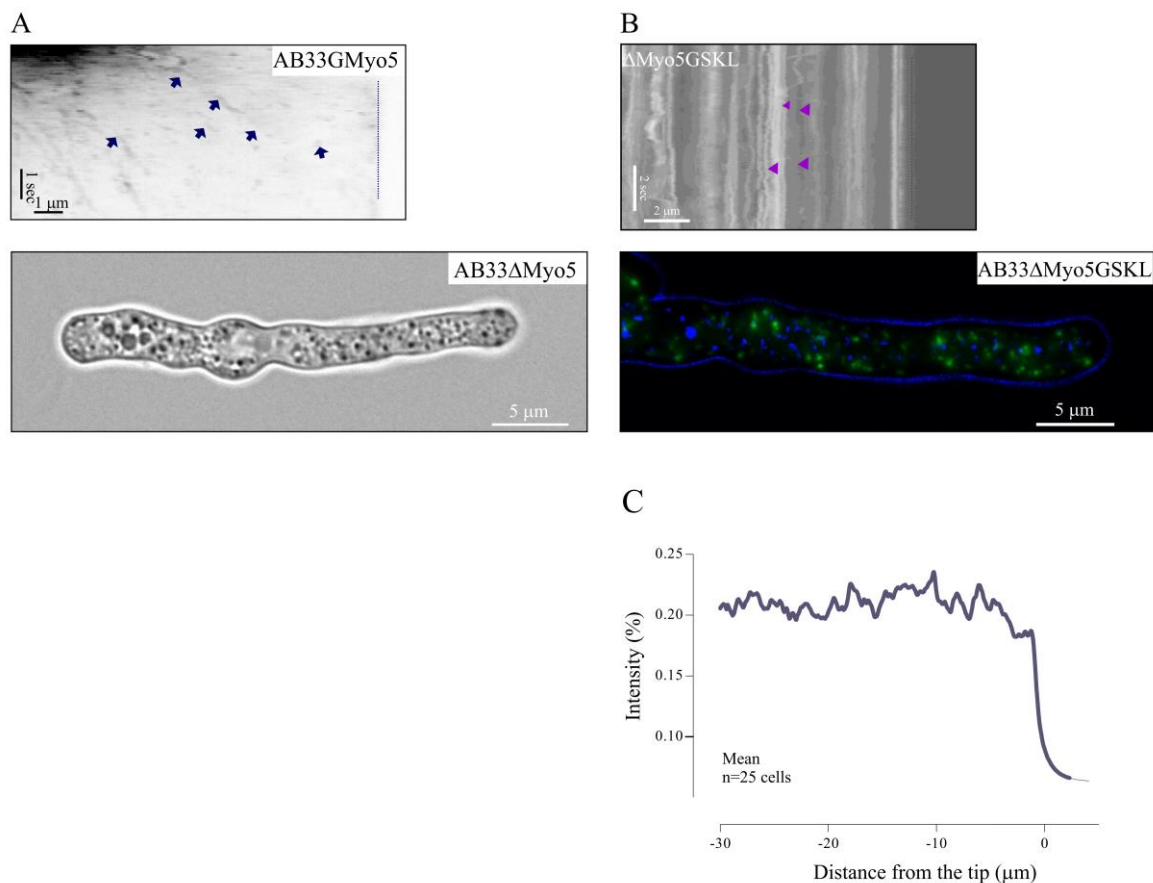 A
AB33GMyo5
1 sec
1 μm
AB33ΔMyo5
5 μm
B
ΔMyo5GSKL
2 sec
2 μm
AB33ΔMyo5GSKL
5 μm
C
0.25
0.20
0.15
0.10
Intensity (%)
Mean
n=25 cells
-30
-20
-10
0
Distance from the tip (μm)